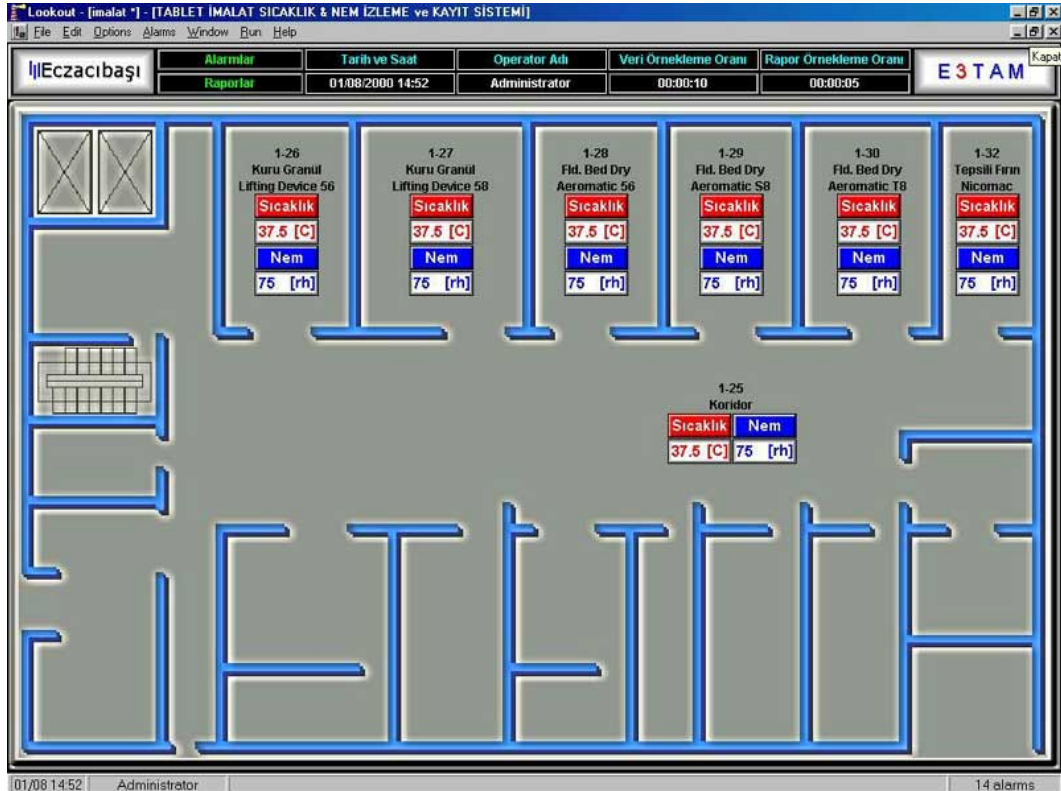 Lookout - [imalat *] - [TABLET İMALAT SICAKLIK & NEM İZLEME ve KAYIT SİSTEMİ]
File Edit Options Alarms Window Run Help
Kapat
Eczacıbaşı
Alarmlar Tarih ve Saat Operator Adı Veri Örnekleme Oranı Rapor Örnekleme Oranı
Raporlar 01/08/2000 14:52 Administrator 00:00:10 00:00:05
E3TAM
1-26
Kuru Granül
Lifting Device 56
Sıcaklık
37.5 [C]
Nem
75 [rh]
1-27
Kuru Granül
Lifting Device 58
Sıcaklık
37.5 [C]
Nem
75 [rh]
1-28
Fld. Bed Dry
Aeromatic 56
Sıcaklık
37.5 [C]
Nem
75 [rh]
1-29
Fld. Bed Dry
Aeromatic S8
Sıcaklık
37.5 [C]
Nem
75 [rh]
1-30
Fld. Bed Dry
Aeromatic T8
Sıcaklık
37.5 [C]
Nem
75 [rh]
1-32
Tepsili Fırın
Nicomac
Sıcaklık
37.5 [C]
Nem
75 [rh]
1-25
Koridor
Sıcaklık Nem
37.5 [C] 75 [rh]
01/08 14:52 Administrator 14 alarms